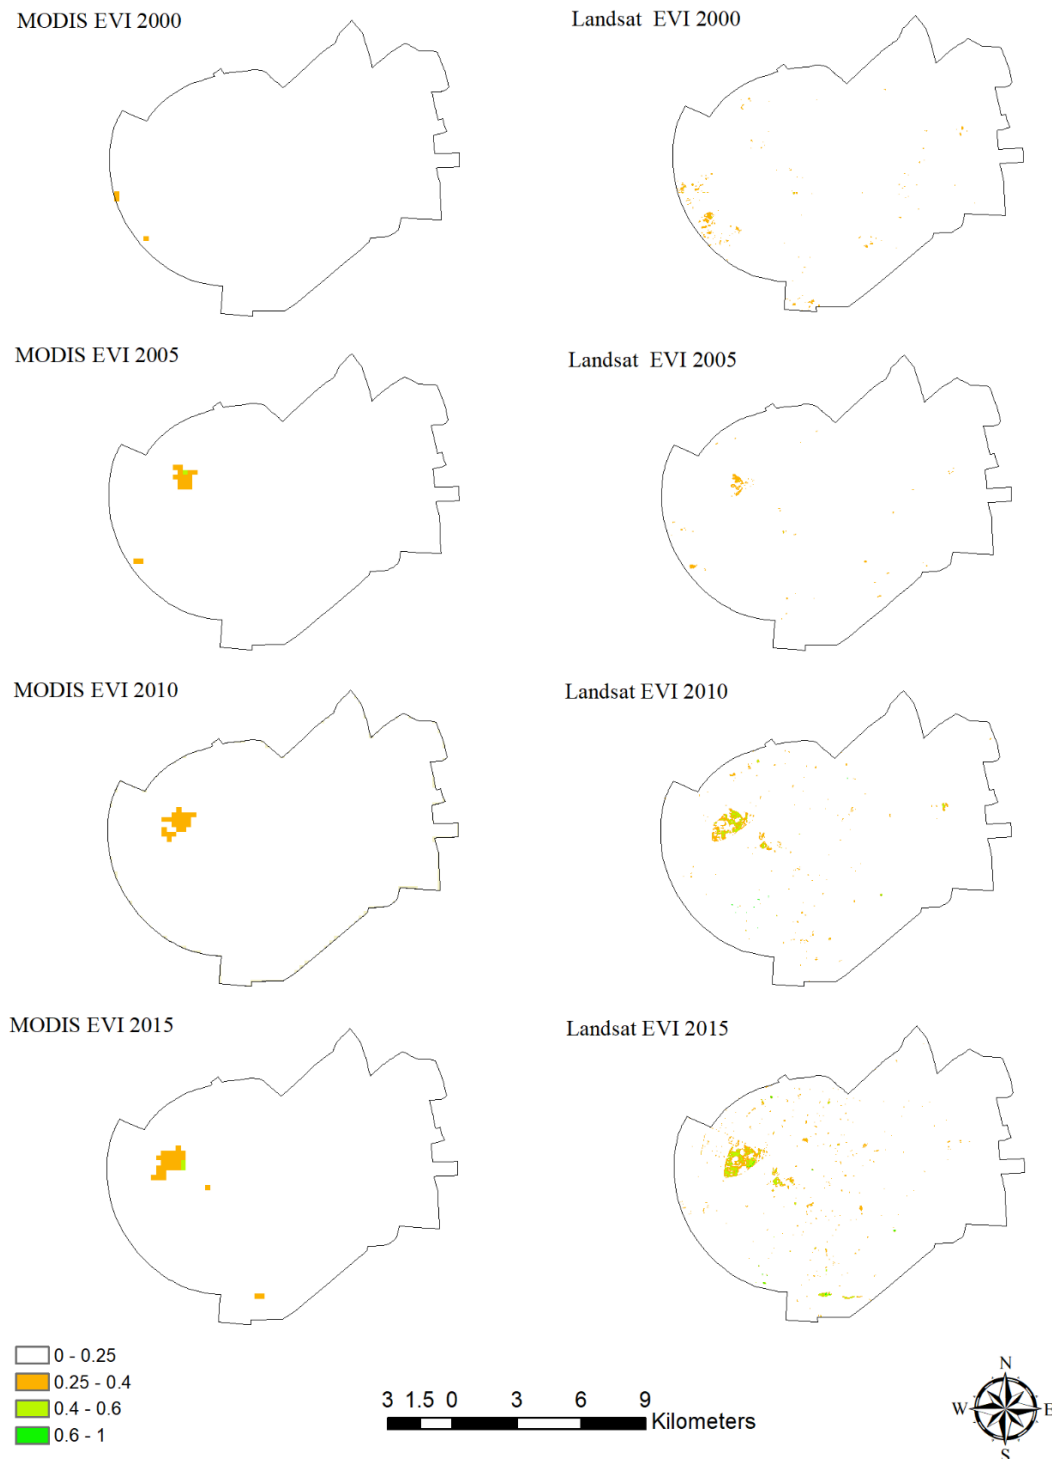 MODIS EVI 2000
Landsat  EVI 2000
MODIS EVI 2005
Landsat  EVI 2005
MODIS EVI 2010
Landsat EVI 2010
MODIS EVI 2015
Landsat EVI 2015
0 - 0.25
0.25 - 0.4
0.4 - 0.6
0.6 - 1
3 1.5 0 3 6 9
Kilometers
N
W E
S